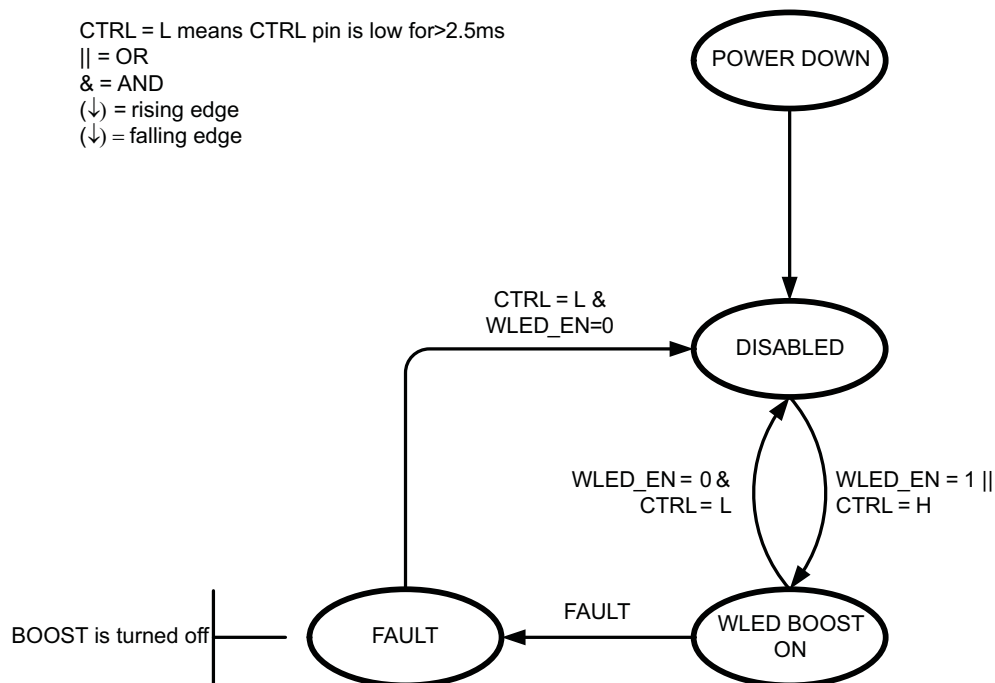 CTRL = L means CTRL pin is low for>2.5ms
|| = OR
& = AND
(↓) = rising edge
(↓) = falling edge
POWER DOWN
CTRL = L &
WLED_EN=0
DISABLED
WLED_EN = 0 &
CTRL = L
WLED_EN = 1 ||
CTRL = H
BOOST is turned off
FAULT
FAULT
WLED BOOST
ON